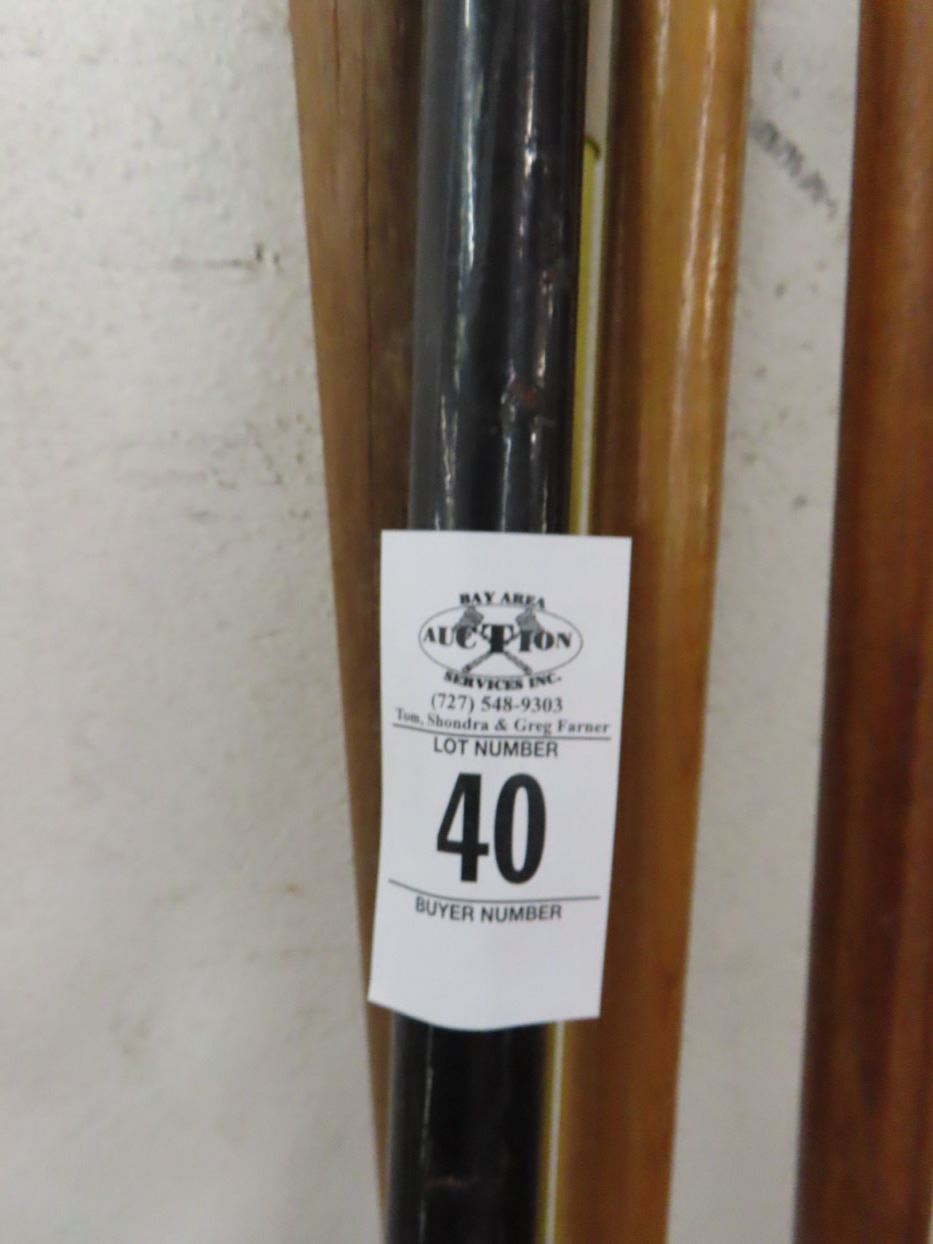 BAY AREA
AUCTION
SERVICES INC.
(727) 548-9303
Tom, Shondra & Greg Farner
LOT NUMBER
40
BUYER NUMBER